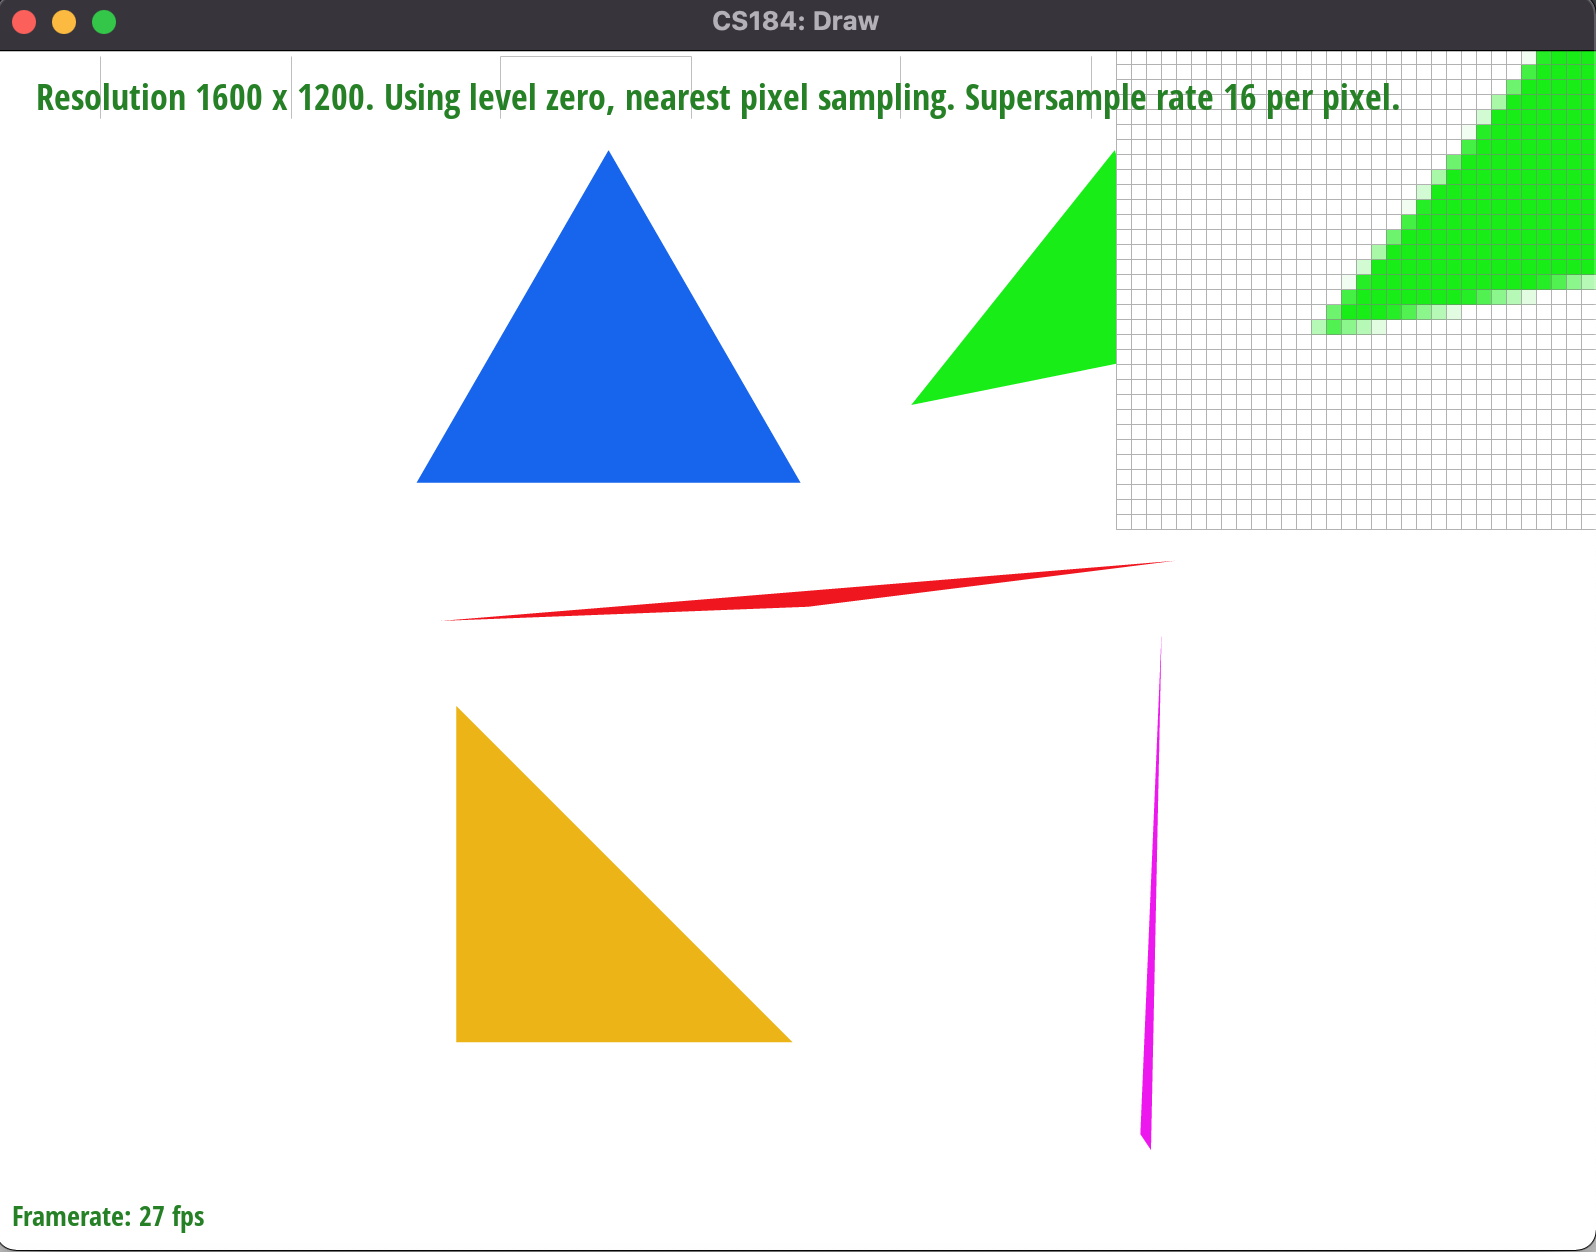 CS184: Draw
Resolution 1600 x 1200. Using level zero, nearest pixel sampling. Supersample rate 16 per pixel.
Framerate: 27 fps